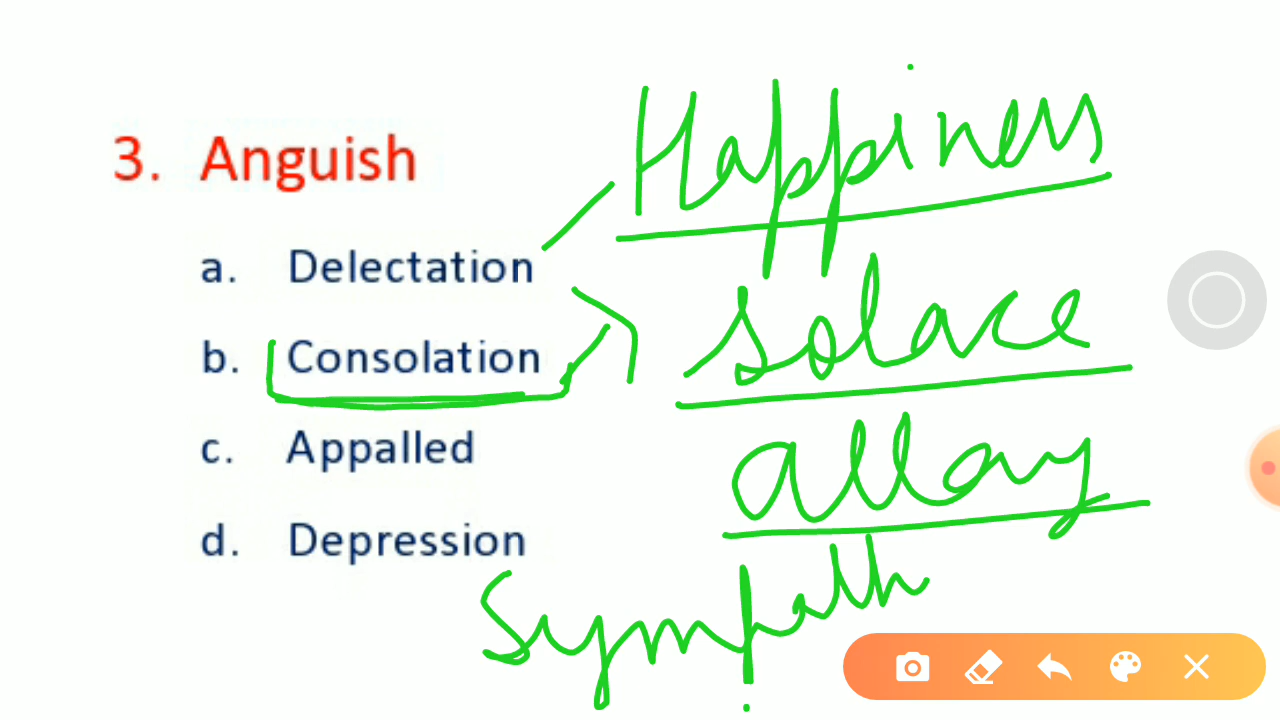 3. Anguish
Happiness
a. Delectation
solace
b. Consolation
c. Appalled
allay
d. Depression
Sympath